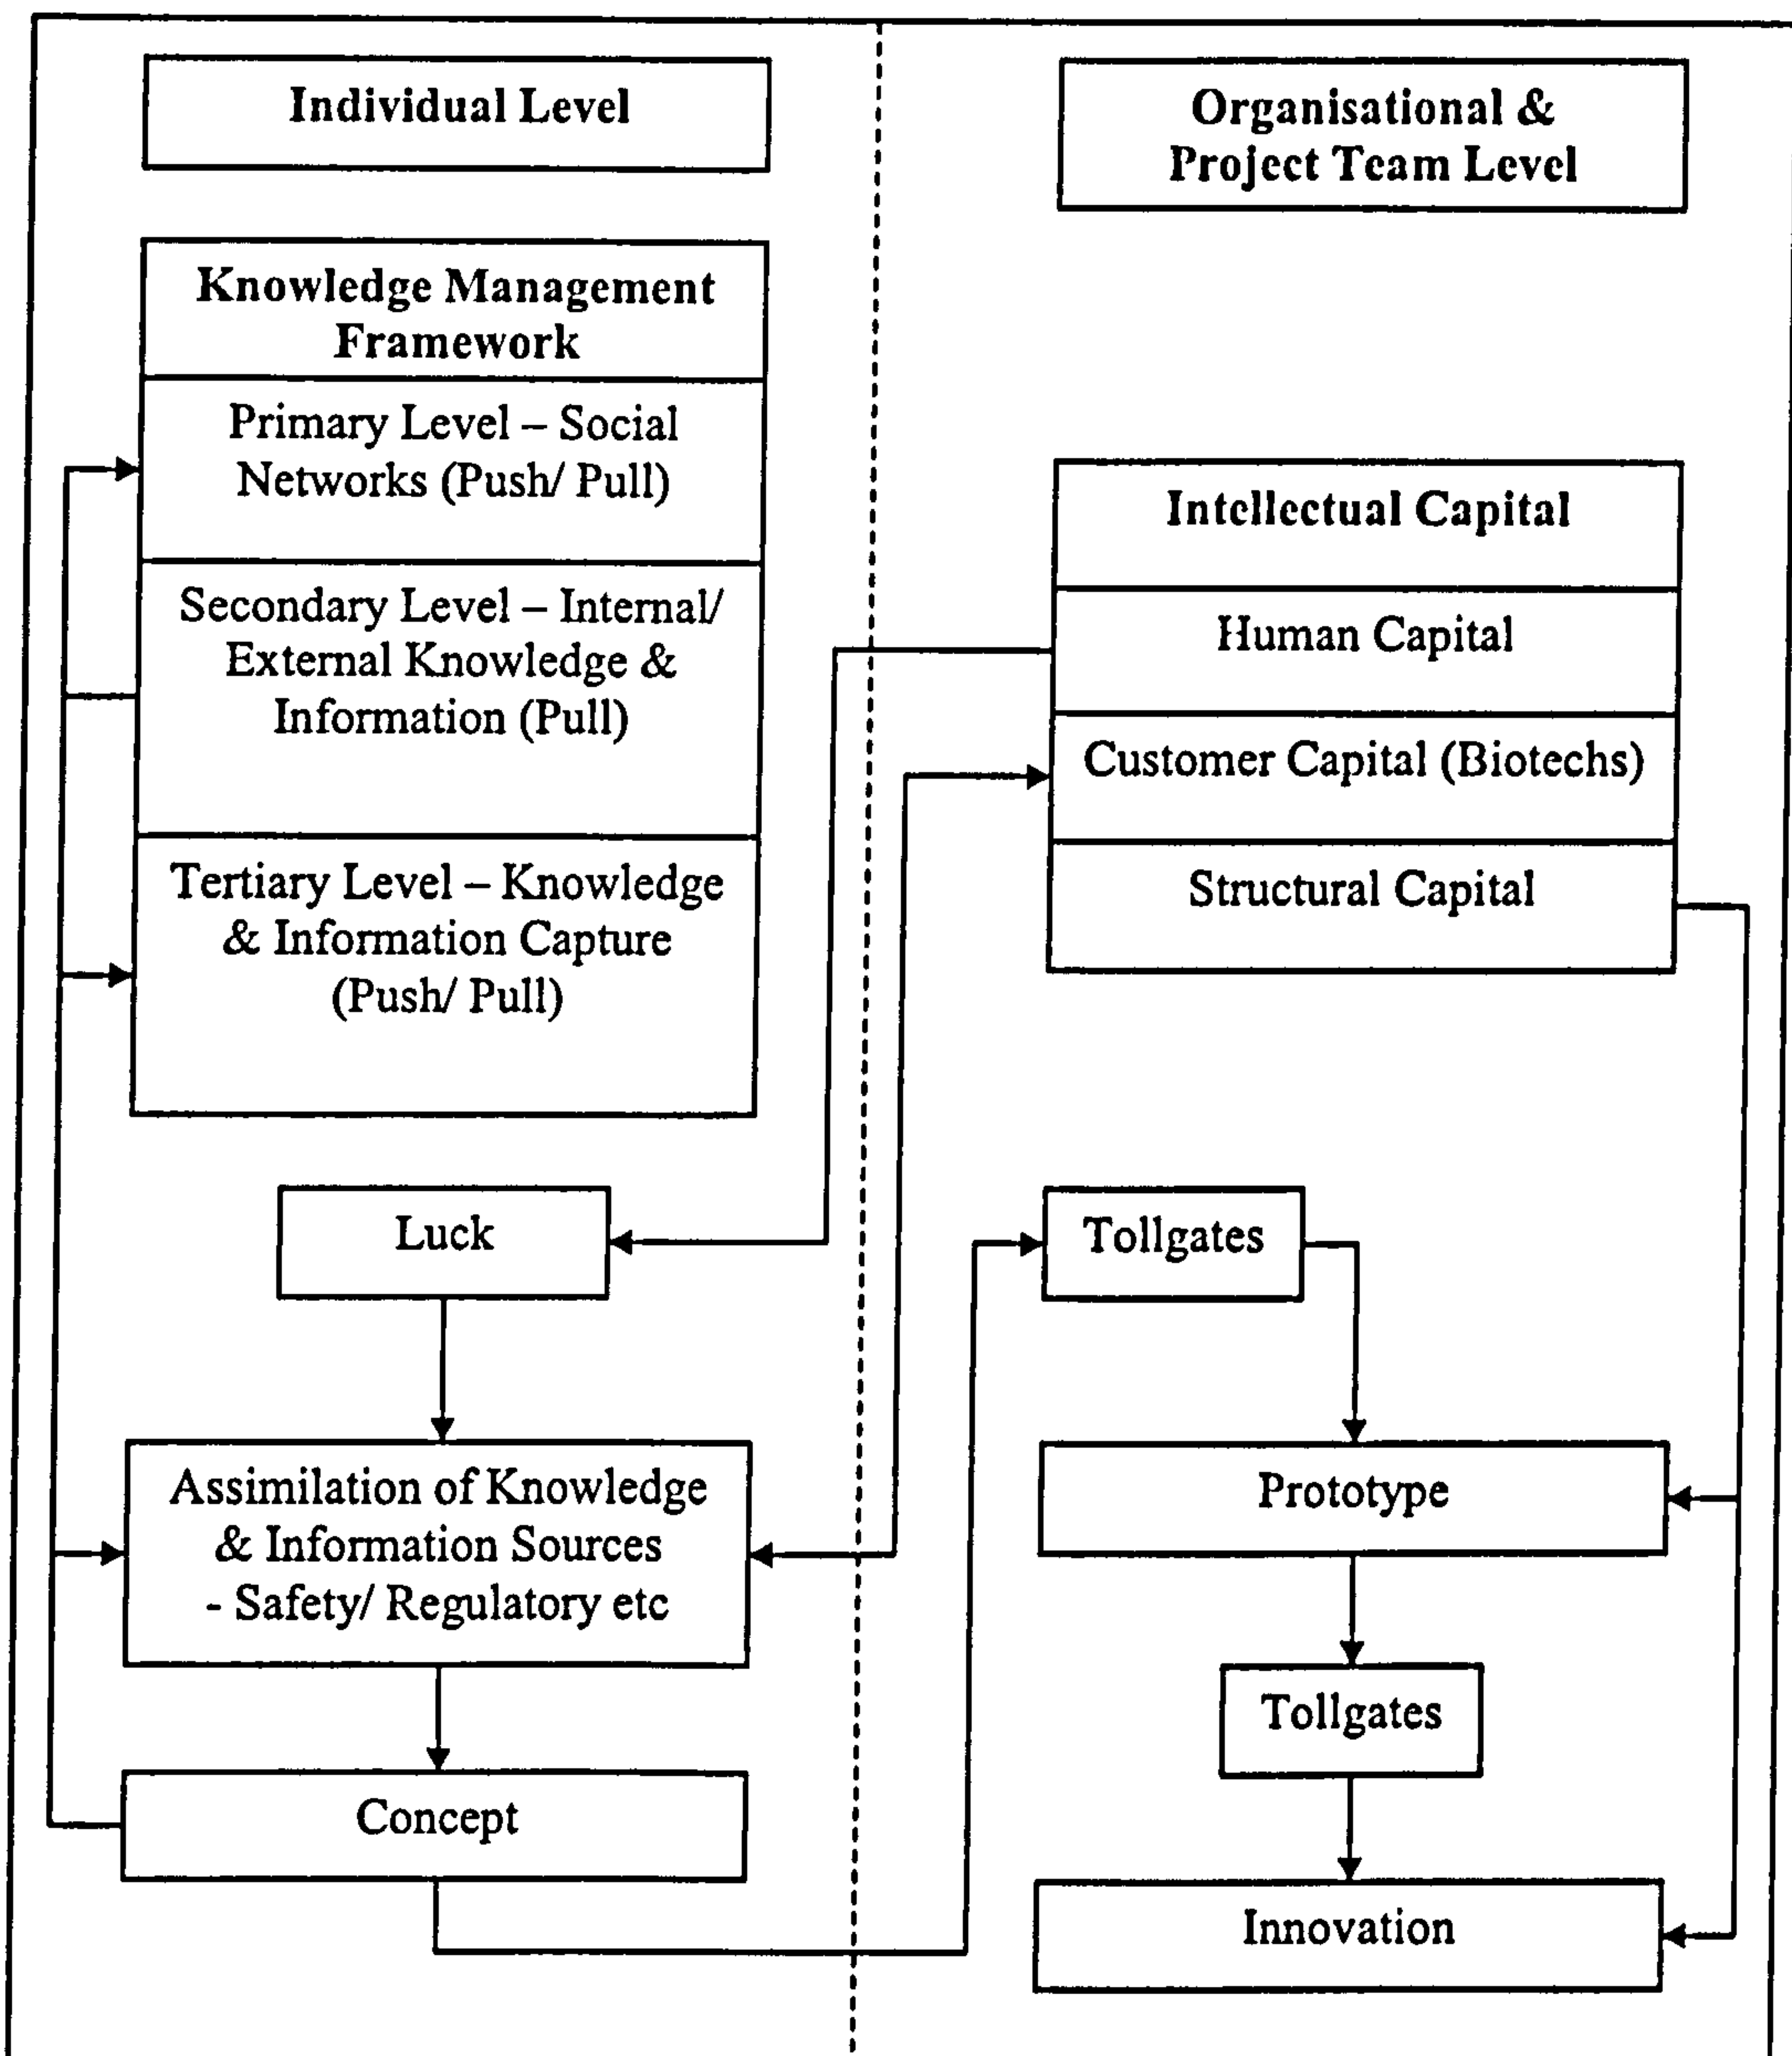 Individual Level
Organisational &
Project Team Level
Knowledge Management
Framework
Primary Level – Social
Networks (Push/ Pull)
Secondary Level – Internal/
External Knowledge &
Information (Pull)
Tertiary Level – Knowledge
& Information Capture
(Push/ Pull)
Intellectual Capital
Human Capital
Customer Capital (Biotechs)
Structural Capital
Luck
Tollgates
Assimilation of Knowledge
& Information Sources
- Safety/ Regulatory etc
Prototype
Tollgates
Concept
Innovation